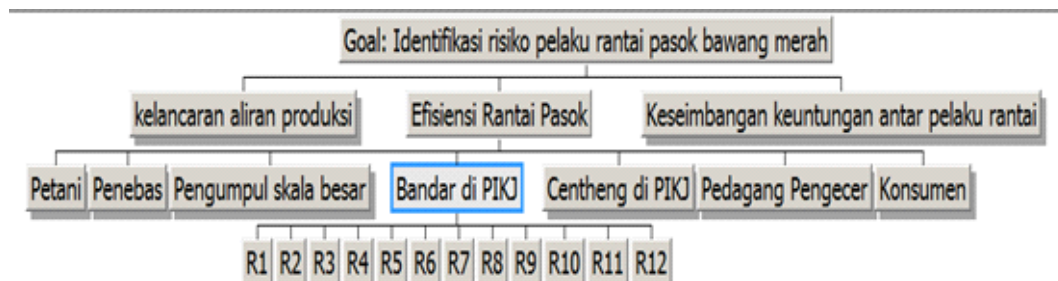 Goal: Identifikasi risiko pelaku rantai pasok bawang merah
kelancaran aliran produksi Efisiensi Rantai Pasok Keseimbangan keuntungan antar pelaku rantai
Petani Penebas Pengumpul skala besar Bandar di PIKJ Centheng di PIKJ Pedagang Pengecer Konsumen
R1 R2 R3 R4 R5 R6 R7 R8 R9 R10 R11 R12